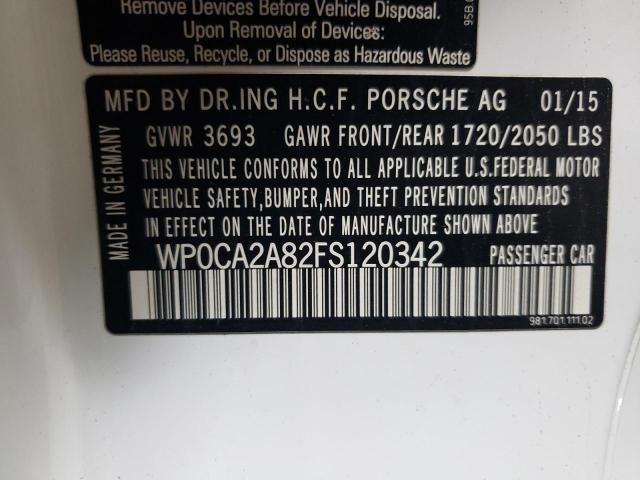 Remove Devices Before Vehicle Disposal.
Upon Removal of Devices:
Please Reuse, Recycle, or Dispose as Hazardous Waste
95B.
MFD BY DR.ING H.C.F. PORSCHE AG 01/15
GVWR 3693 GAWR FRONT/REAR 1720/2050 LBS
THIS VEHICLE CONFORMS TO ALL APPLICABLE U.S.FEDERAL MOTOR
VEHICLE SAFETY,BUMPER,AND THEFT PREVENTION STANDARDS
IN EFFECT ON THE DATE OF MANUFACTURE SHOWN ABOVE.
WP0CA2A82FS120342 PASSENGER CAR
MADE IN GERMANY
981.701.111.02